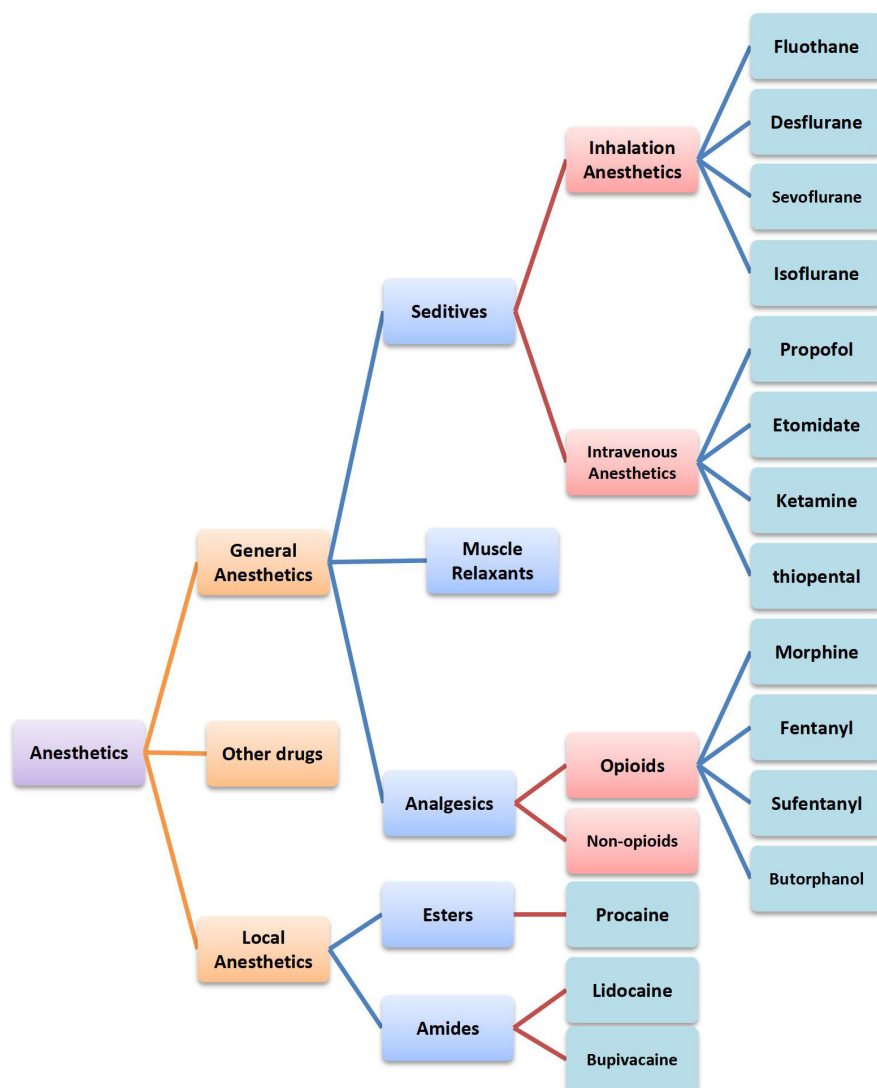 Fluothane
Desflurane
Inhalation
Anesthetics
Sevoflurane
Isoflurane
Seditives
Propofol
Etomidate
Intravenous
Anesthetics
Ketamine
General
Anesthetics
Muscle
Relaxants
thiopental
Morphine
Fentanyl
Anesthetics
Other drugs
Opioids
Analgesics
Sufentanyl
Non-opioids
Butorphanol
Esters
Procaine
Local
Anesthetics
Lidocaine
Amides
Bupivacaine